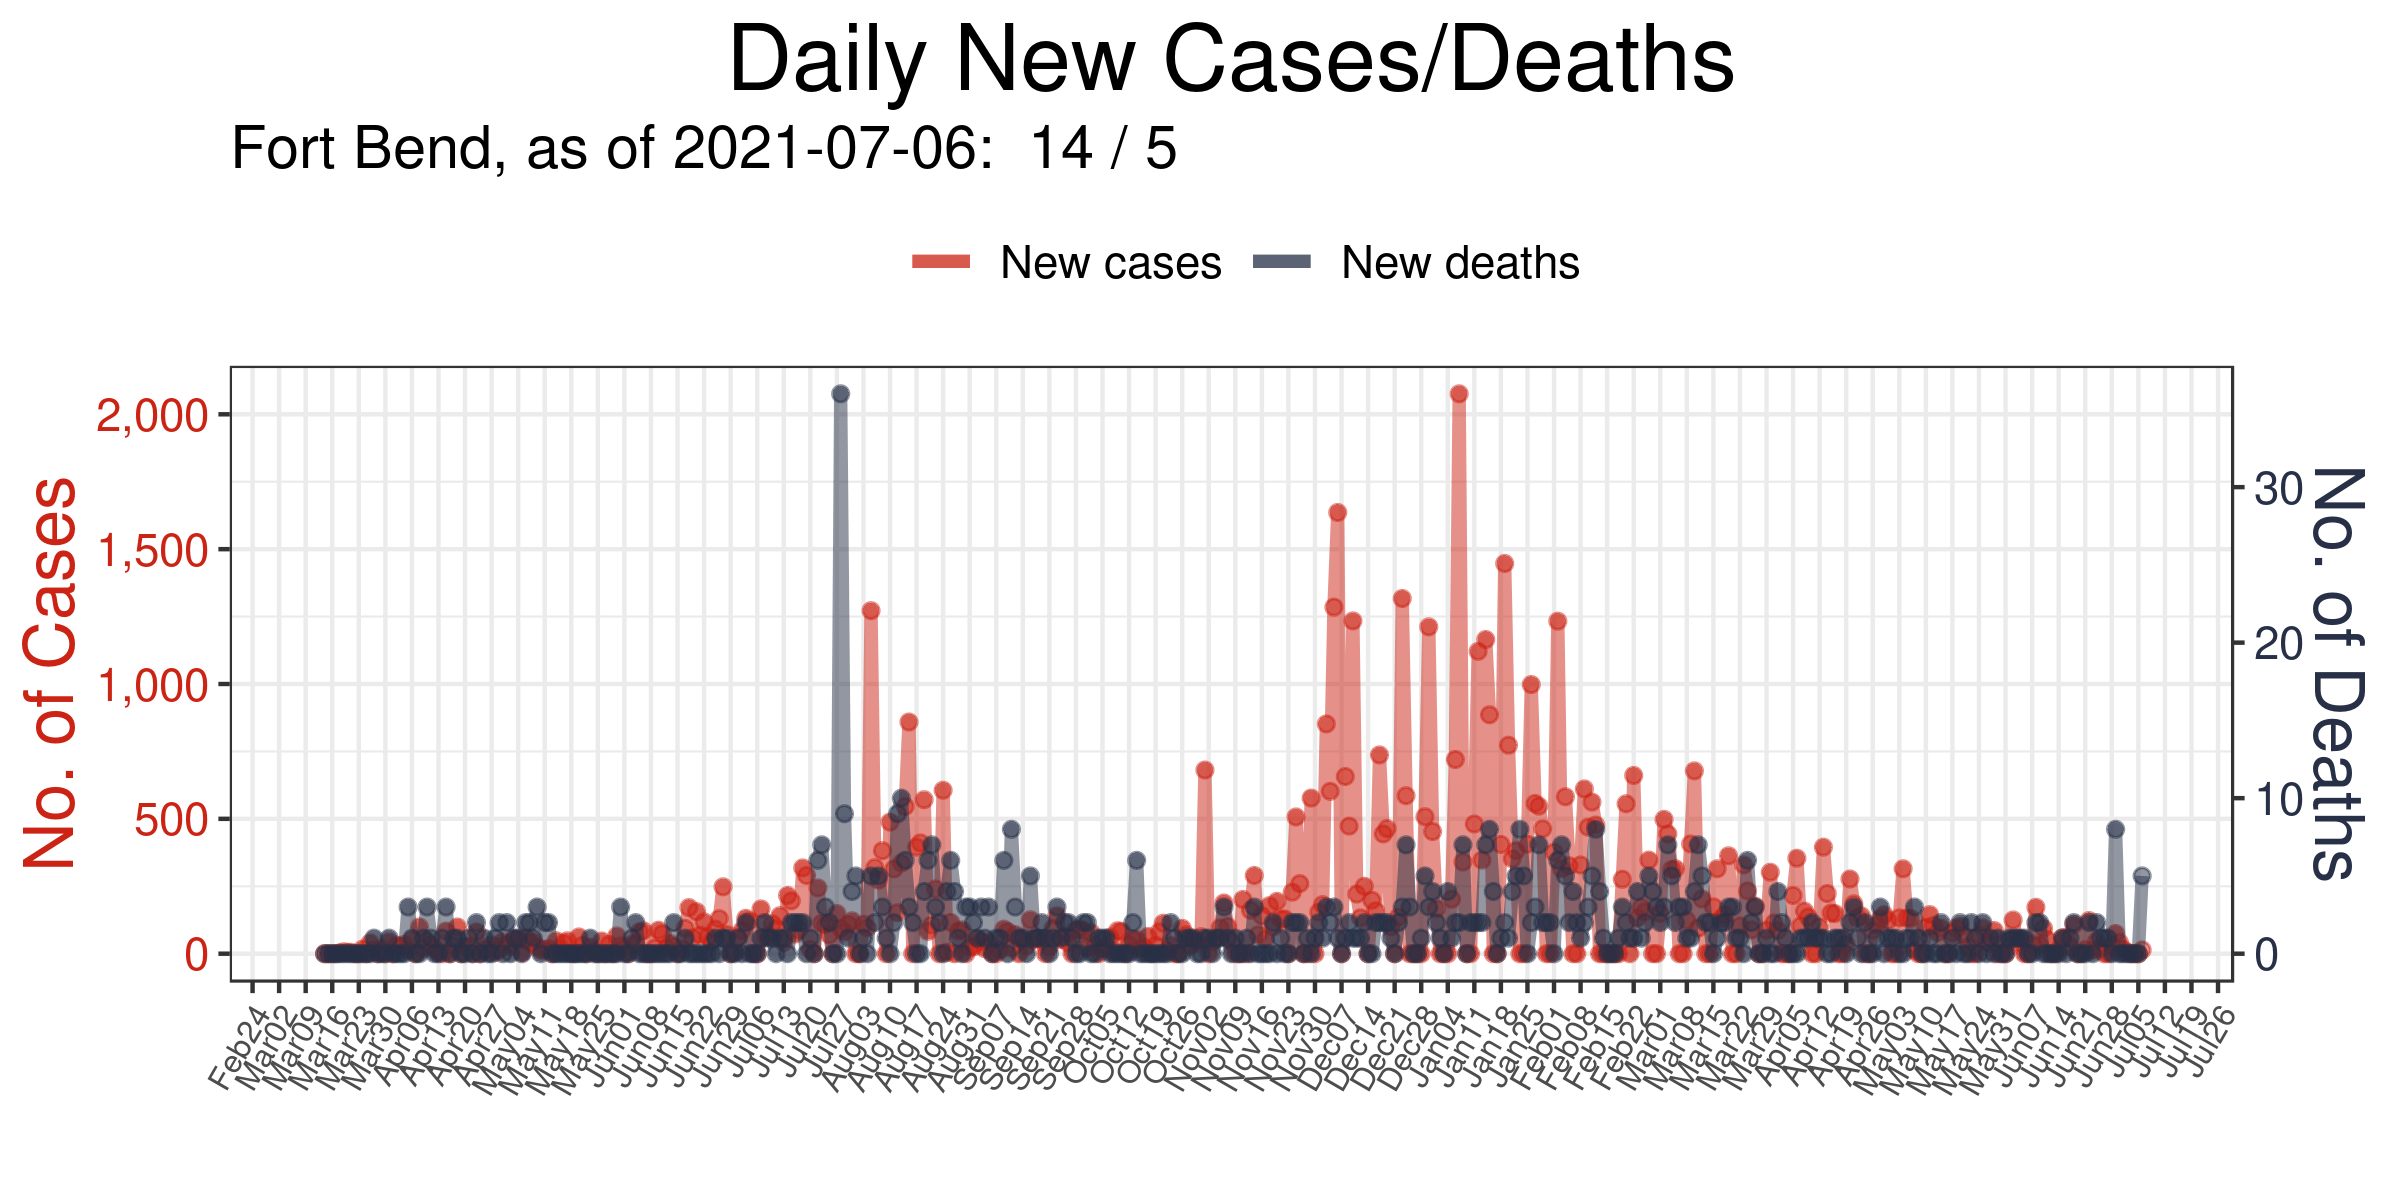 Daily New Cases/Deaths
Fort Bend, as of 2021-07-06:  14 / 5
New cases
New deaths
No. of Cases
2,000
1,500
1,000
500
0
No. of Deaths
30
20
10
0
Feb24
Mar02
Mar09
Mar16
Mar23
Mar30
Apr06
Apr13
Apr20
Apr27
May04
May11
May18
May25
Jun01
Jun08
Jun15
Jun22
Jun29
Jul06
Jul13
Jul20
Jul27
Aug03
Aug10
Aug17
Aug24
Aug31
Sep07
Sep14
Sep21
Sep28
Oct05
Oct12
Oct19
Oct26
Nov02
Nov09
Nov16
Nov23
Nov30
Dec07
Dec14
Dec21
Dec28
Jan04
Jan11
Jan18
Jan25
Feb01
Feb08
Feb15
Feb22
Mar01
Mar08
Mar15
Mar22
Mar29
Apr05
Apr12
Apr19
Apr26
May03
May10
May17
May24
May31
Jun07
Jun14
Jun21
Jun28
Jul05
Jul12
Jul19
Jul26